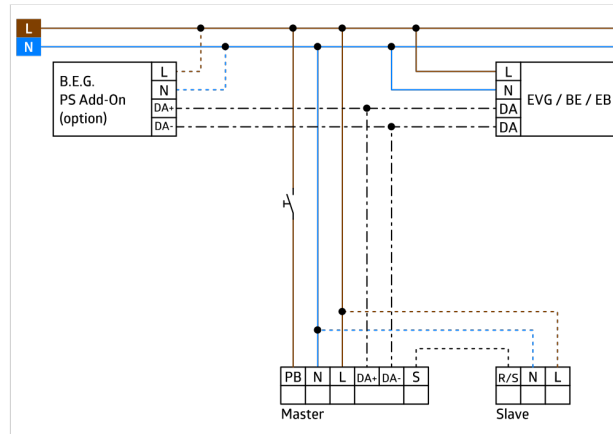 L
N
B.E.G.
PS Add-On
(option)
L
N
DA+
DA-
L
N
DA
DA
EVG / BE / EB
PB N L DA+ DA- S
Master
R/S N L
Slave